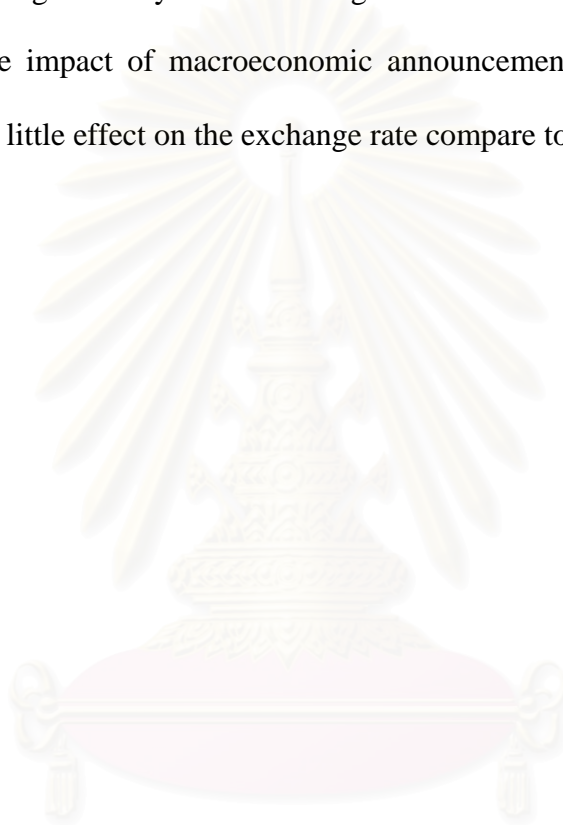 e impact of macroeconomic announcemen
little effect on the exchange rate compare to